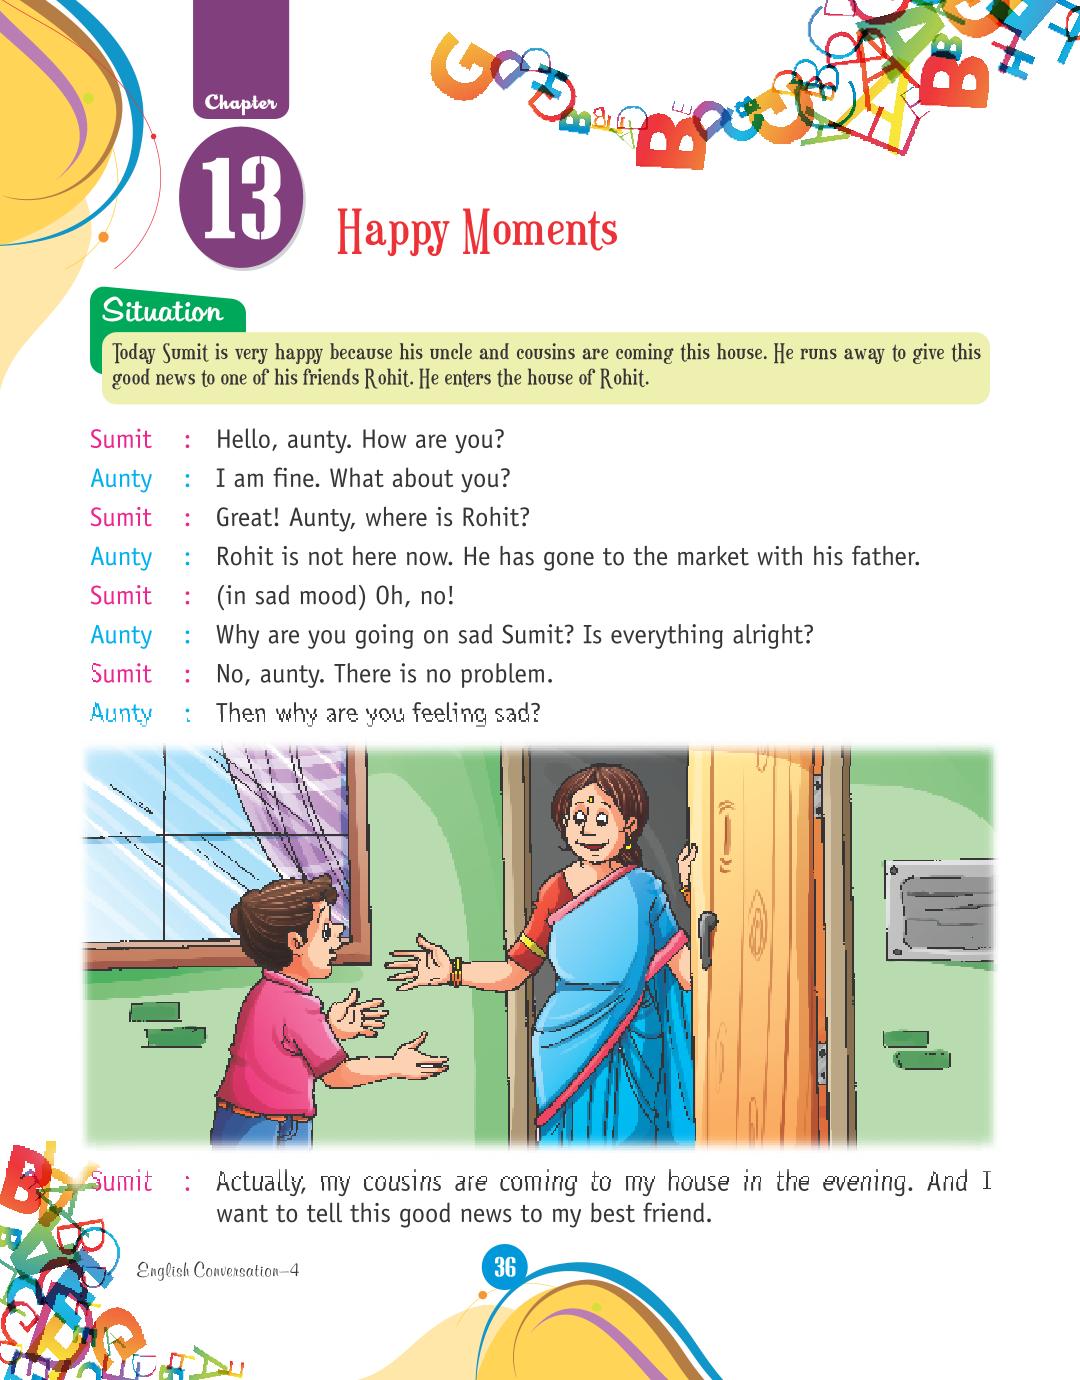 Chapter
13
Happy Moments
Situation
Today Sumit is very happy because his uncle and cousins are coming this house. He runs away to give this
good news to one of his friends Rohit. He enters the house of Rohit.
Sumit : Hello, aunty. How are you?
Aunty : I am fine. What about you?
Sumit : Great! Aunty, where is Rohit?
Aunty : Rohit is not here now. He has gone to the market with his father.
Sumit : (in sad mood) Oh, no!
Aunty : Why are you going on sad Sumit? Is everything alright?
Sumit : No, aunty. There is no problem.
Aunty : Then why are you feeling sad?
Sumit : Actually, my cousins are coming to my house in the evening. And I
want to tell this good news to my best friend.
English Conversation–4
36